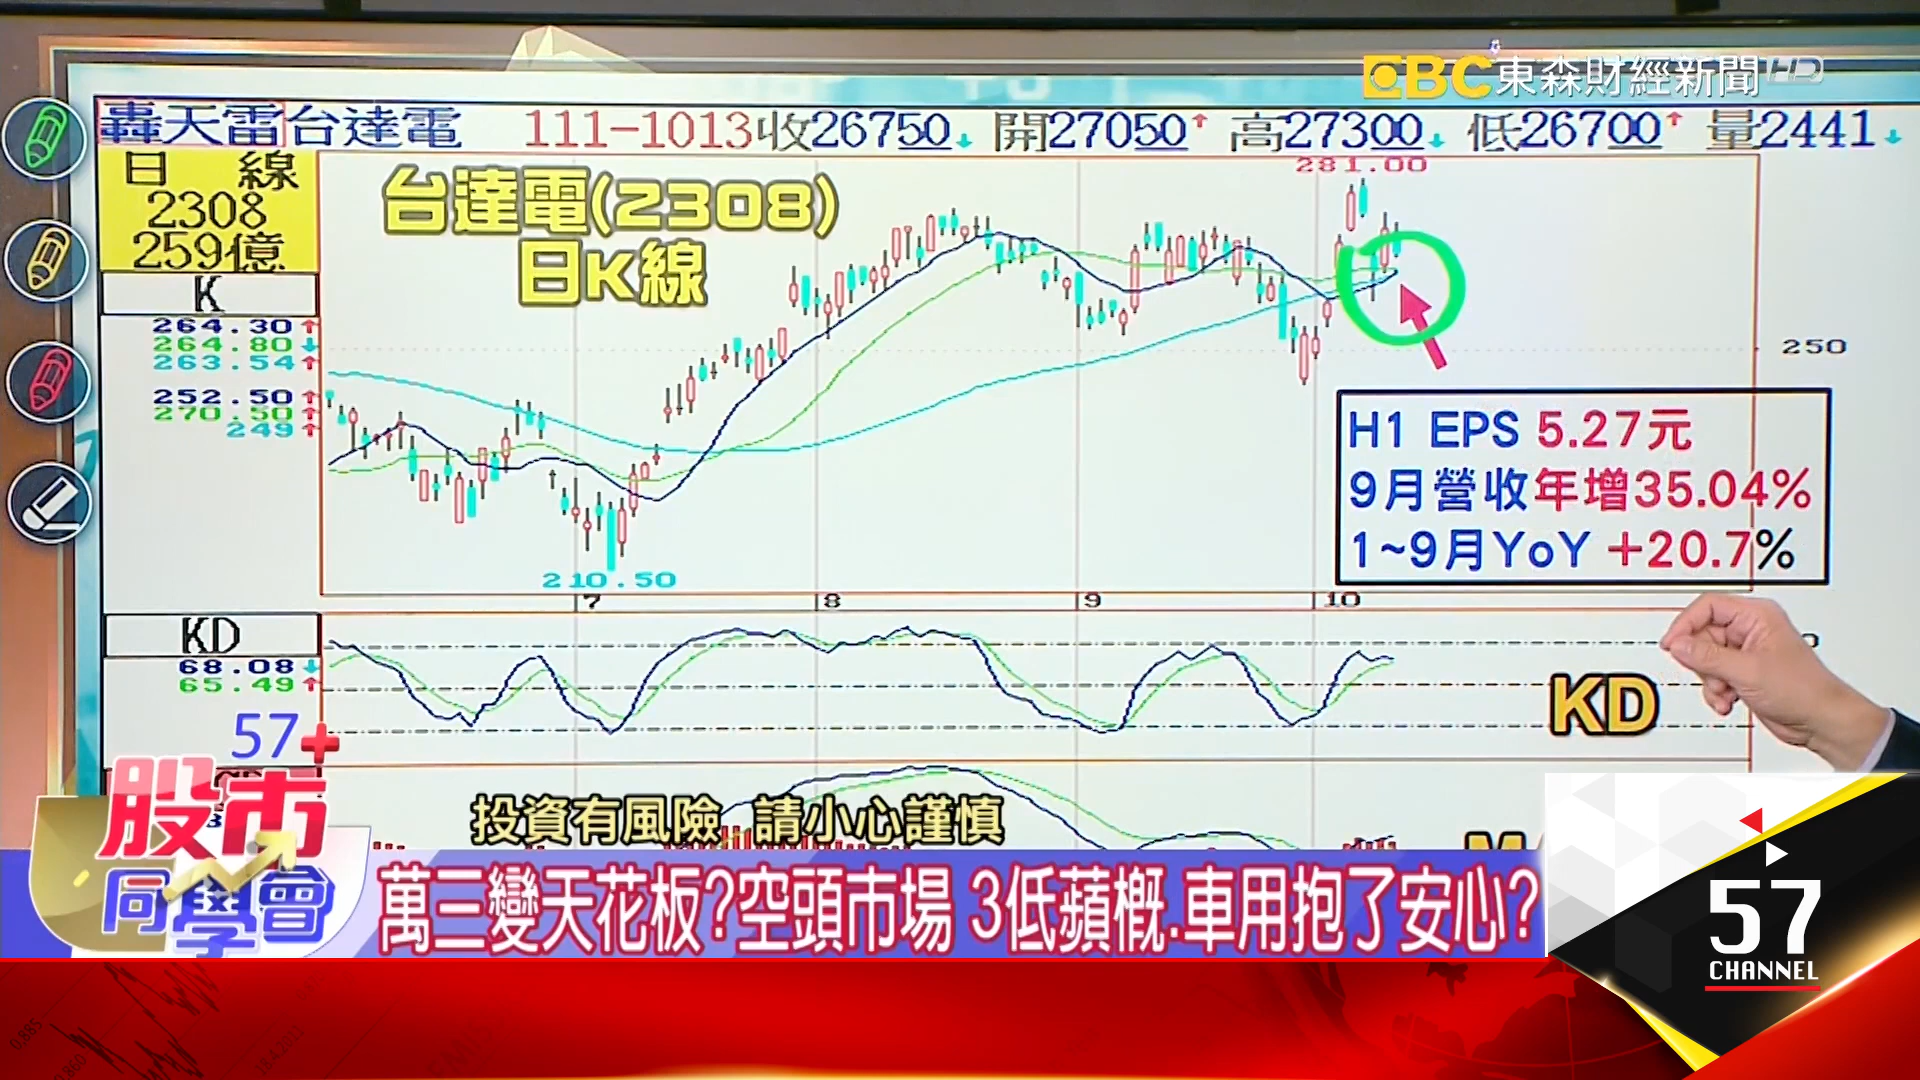 EBC 東森財經新聞 HD
轟天雷台達電 111-1013收26750↓ 開27050↑ 高27300↓ 低26700↑ 量2441↓
日 線
2308
259億
K
264.30↑
264.80↓
263.54↑
252.50↑
270.50↑
249↑
台達電(2308)
日K線
281.00
250
210.50
H1 EPS 5.27元
9月營收年增35.04%
1~9月YoY +20.7%
7 8 9 10
KD
68.08↓
65.49↑
KD
57+
股市
同學會
投資有風險 請小心謹慎
萬三變天花板?空頭市場 3低蘋概.車用抱了安心?
57
CHANNEL